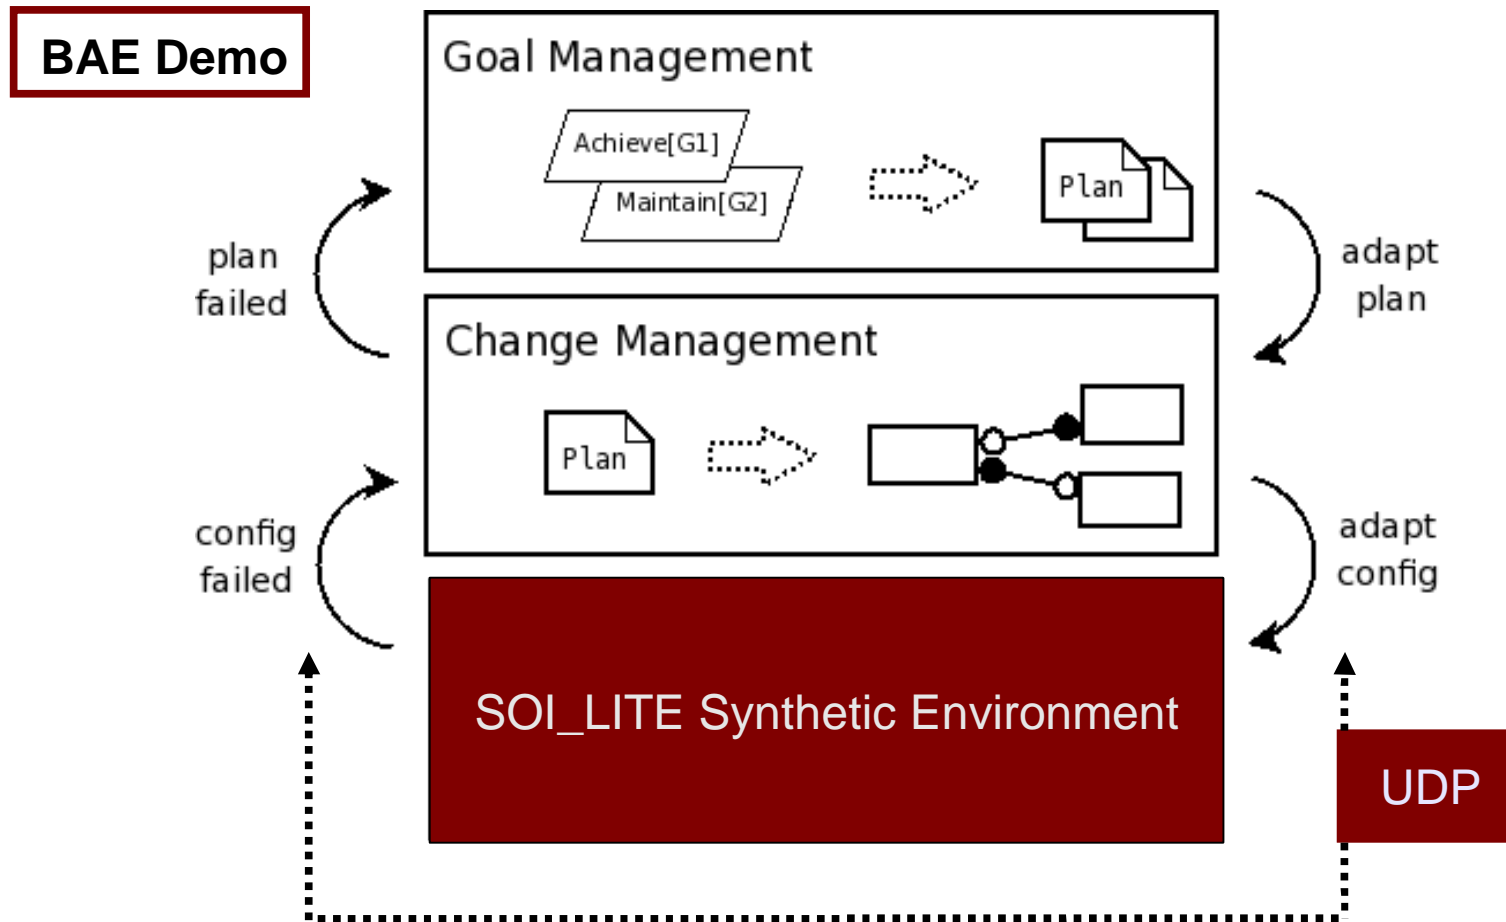 BAE Demo
Goal Management
Achieve[G1]
Maintain[G2]
Plan
plan
failed
adapt
plan
Change Management
Plan
config
failed
adapt
config
SOI_LITE Synthetic Environment
UDP